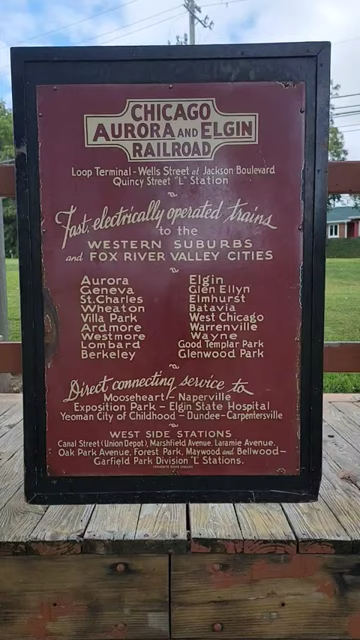 CHICAGO
AURORA AND ELGIN
RAILROAD
Loop Terminal - Wells Street at Jackson Boulevard
Quincy Street "L" Station
Fast, electrically operated trains
to the
WESTERN SUBURBS
and FOX RIVER VALLEY CITIES
Aurora Elgin
Geneva Glen Ellyn
St. Charles Elmhurst
Wheaton Batavia
Villa Park West Chicago
Ardmore Warrenville
Westmore Wayne
Lombard Good Templar Park
Berkeley Glenwood Park
Direct connecting service to
Mooseheart - Naperville
Exposition Park - Elgin State Hospital
Yeoman City of Childhood - Dundee - Carpentersville
WEST SIDE STATIONS
Canal Street (Union Depot), Marshfield Avenue, Laramie Avenue,
Oak Park Avenue, Forest Park, Maywood and Bellwood -
Garfield Park Division "L" Stations.